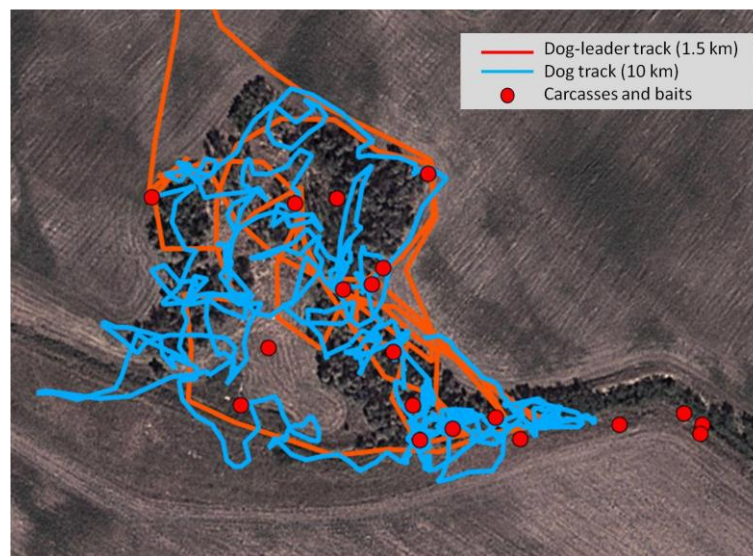 Dog-leader track (1.5 km)
Dog track (10 km)
Carcasses and baits